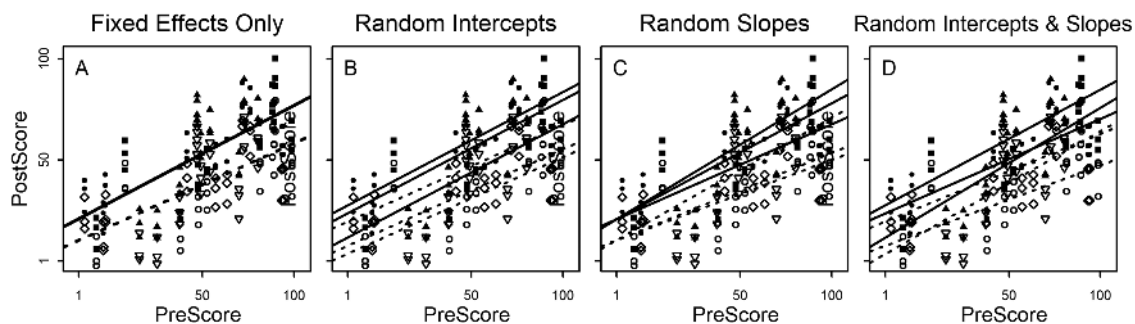 Fixed Effects Only
Random Intercepts
Random Slopes
Random Intercepts & Slopes
A
B
C
D
PostScore
100
50
1
1
50
100
1
50
100
1
50
100
1
50
100
PreScore
PreScore
PreScore
PreScore